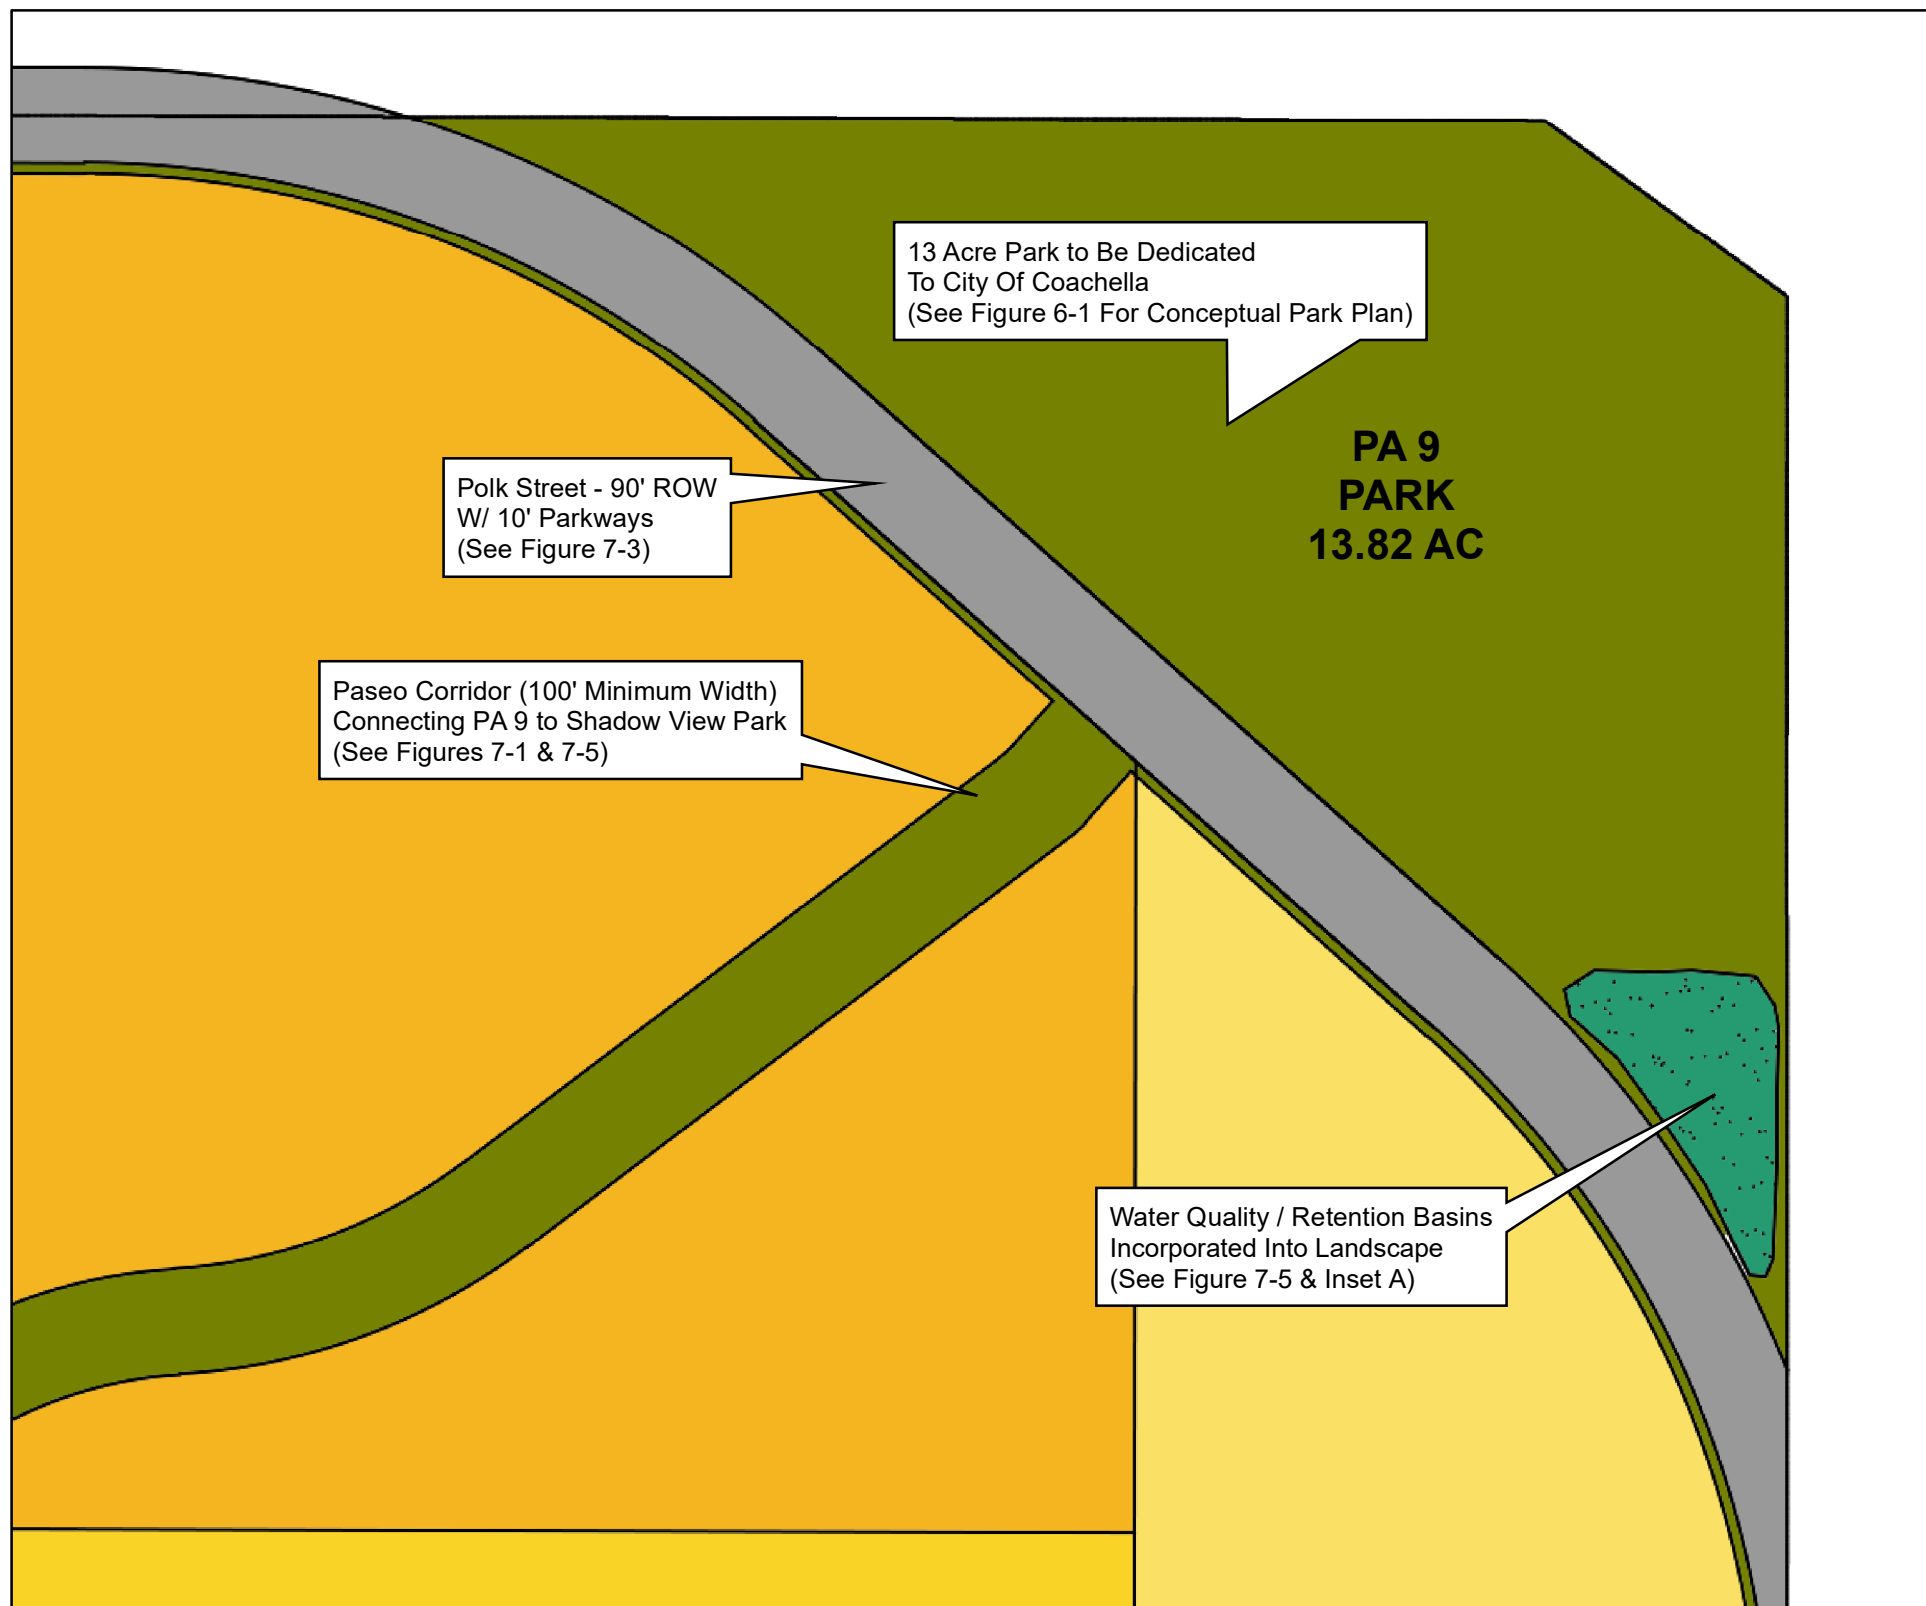 13 Acre Park to Be Dedicated
To City Of Coachella
(See Figure 6-1 For Conceptual Park Plan)
PA 9
PARK
13.82 AC
Polk Street - 90' ROW
W/ 10' Parkways
(See Figure 7-3)
Paseo Corridor (100' Minimum Width)
Connecting PA 9 to Shadow View Park
(See Figures 7-1 & 7-5)
Water Quality / Retention Basins
Incorporated Into Landscape
(See Figure 7-5 & Inset A)